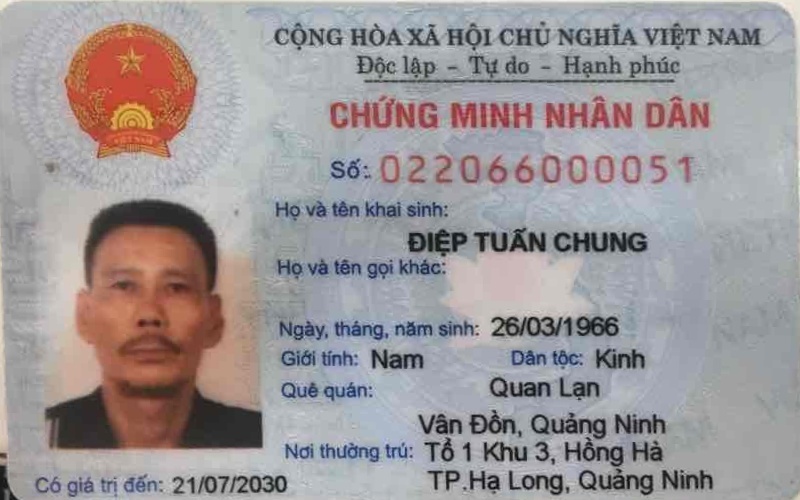 CỘNG HÒA XÃ HỘI CHỦ NGHĨA VIỆT NAM
Độc lập - Tự do - Hạnh phúc
CHỨNG MINH NHÂN DÂN
Số: 022066000051
Họ và tên khai sinh:
ĐIỆP TUẤN CHUNG
Họ và tên gọi khác:
Ngày, tháng, năm sinh: 26/03/1966
Giới tính: Nam Dân tộc: Kinh
Quê quán: Quan Lạn
Vân Đồn, Quảng Ninh
Nơi thường trú: Tổ 1 Khu 3, Hồng Hà
TP.Hạ Long, Quảng Ninh
Có giá trị đến: 21/07/2030
VIỆT NAM